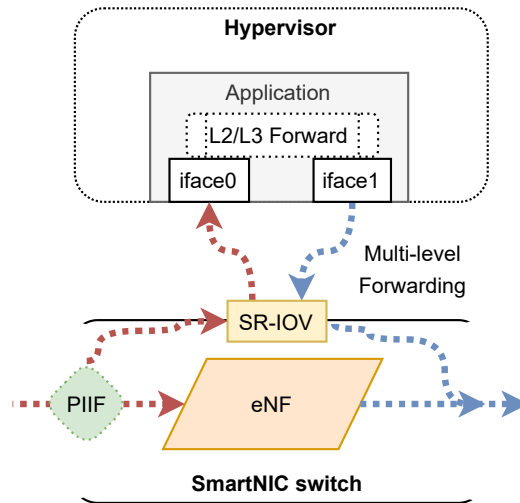 Hypervisor
Application
L2/L3 Forward
iface0
iface1
Multi-level
Forwarding
SR-IOV
PIIF
eNF
SmartNIC switch